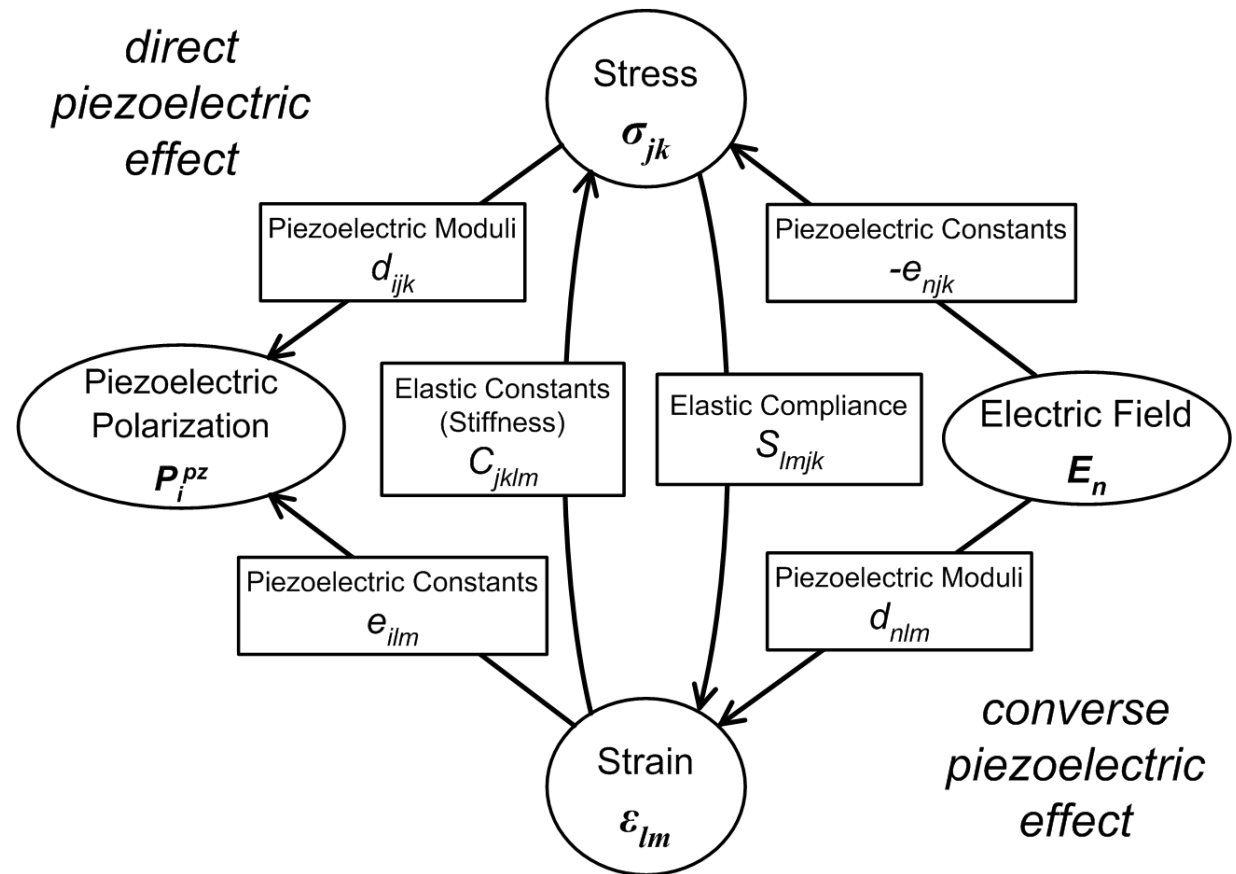 direct
piezoelectric
effect
Stress
σjk
Piezoelectric Moduli
dijk
Piezoelectric Constants
-enjk
Piezoelectric
Polarization
Pipz
Elastic Constants
(Stiffness)
Cjklm
Elastic Compliance
Slmjk
Electric Field
En
Piezoelectric Constants
eilm
Piezoelectric Moduli
dnlm
Strain
εlm
converse
piezoelectric
effect